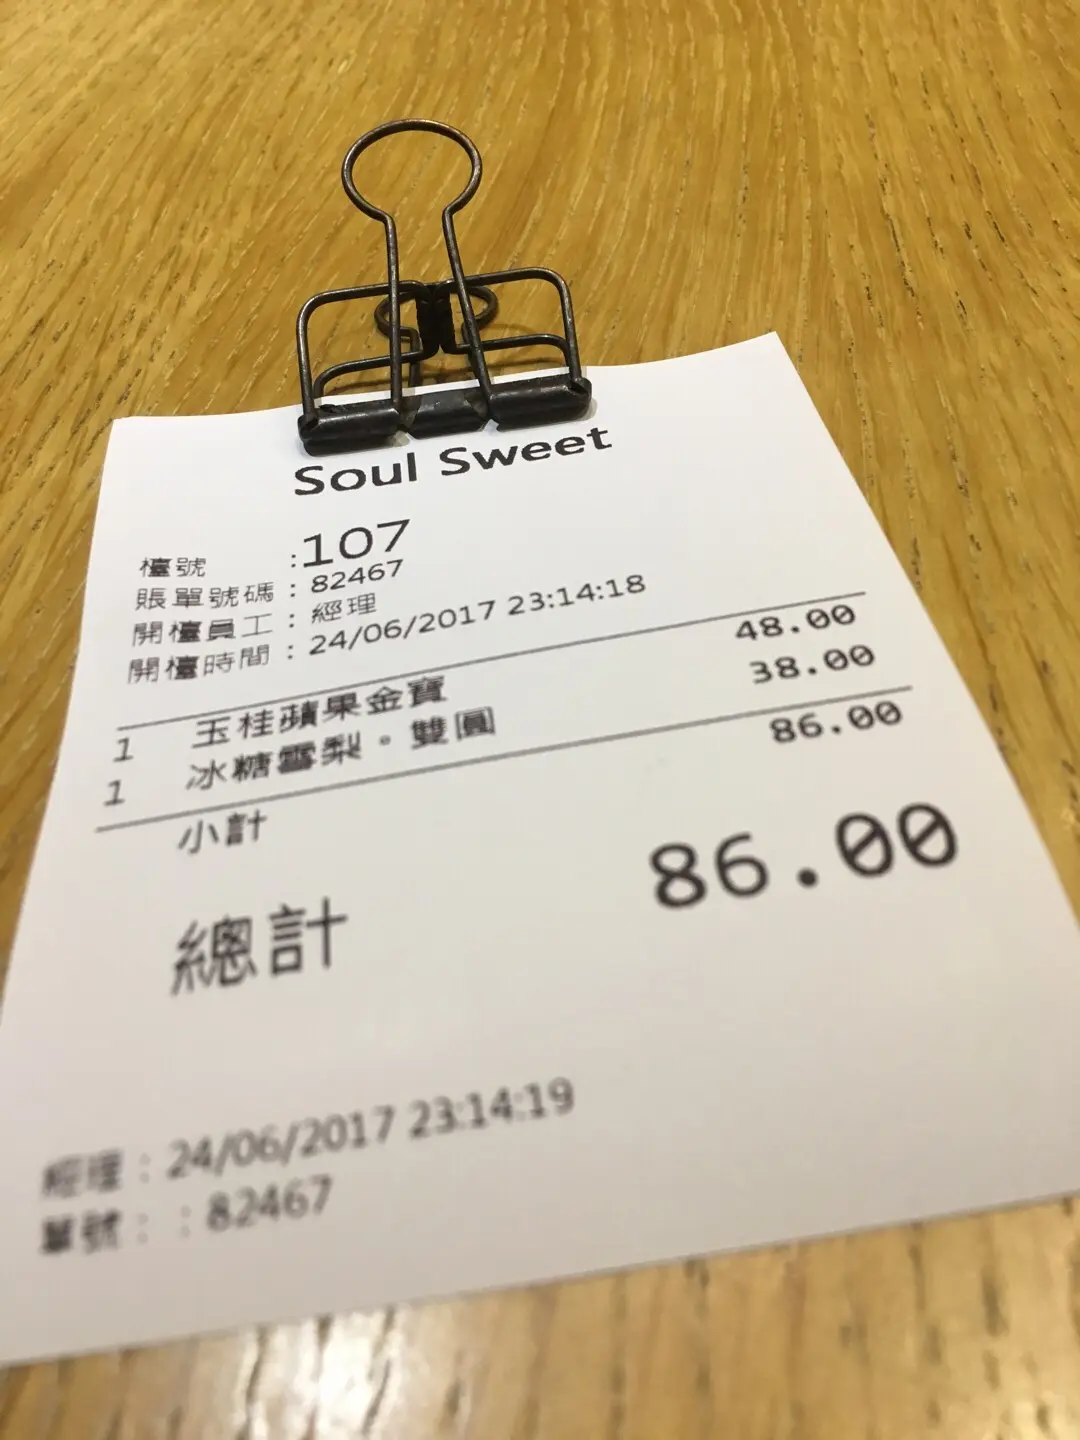 Soul Sweet
檯號 :107
賬單號碼 : 82467
開檯員工 : 經理
開檯時間 : 24/06/2017 23:14:18
1 玉桂蘋果金寶 48.00
1 冰糖雪梨。雙圓 38.00
小計 86.00
總計 86.00
經理 : 24/06/2017 23:14:19
單號 : : 82467